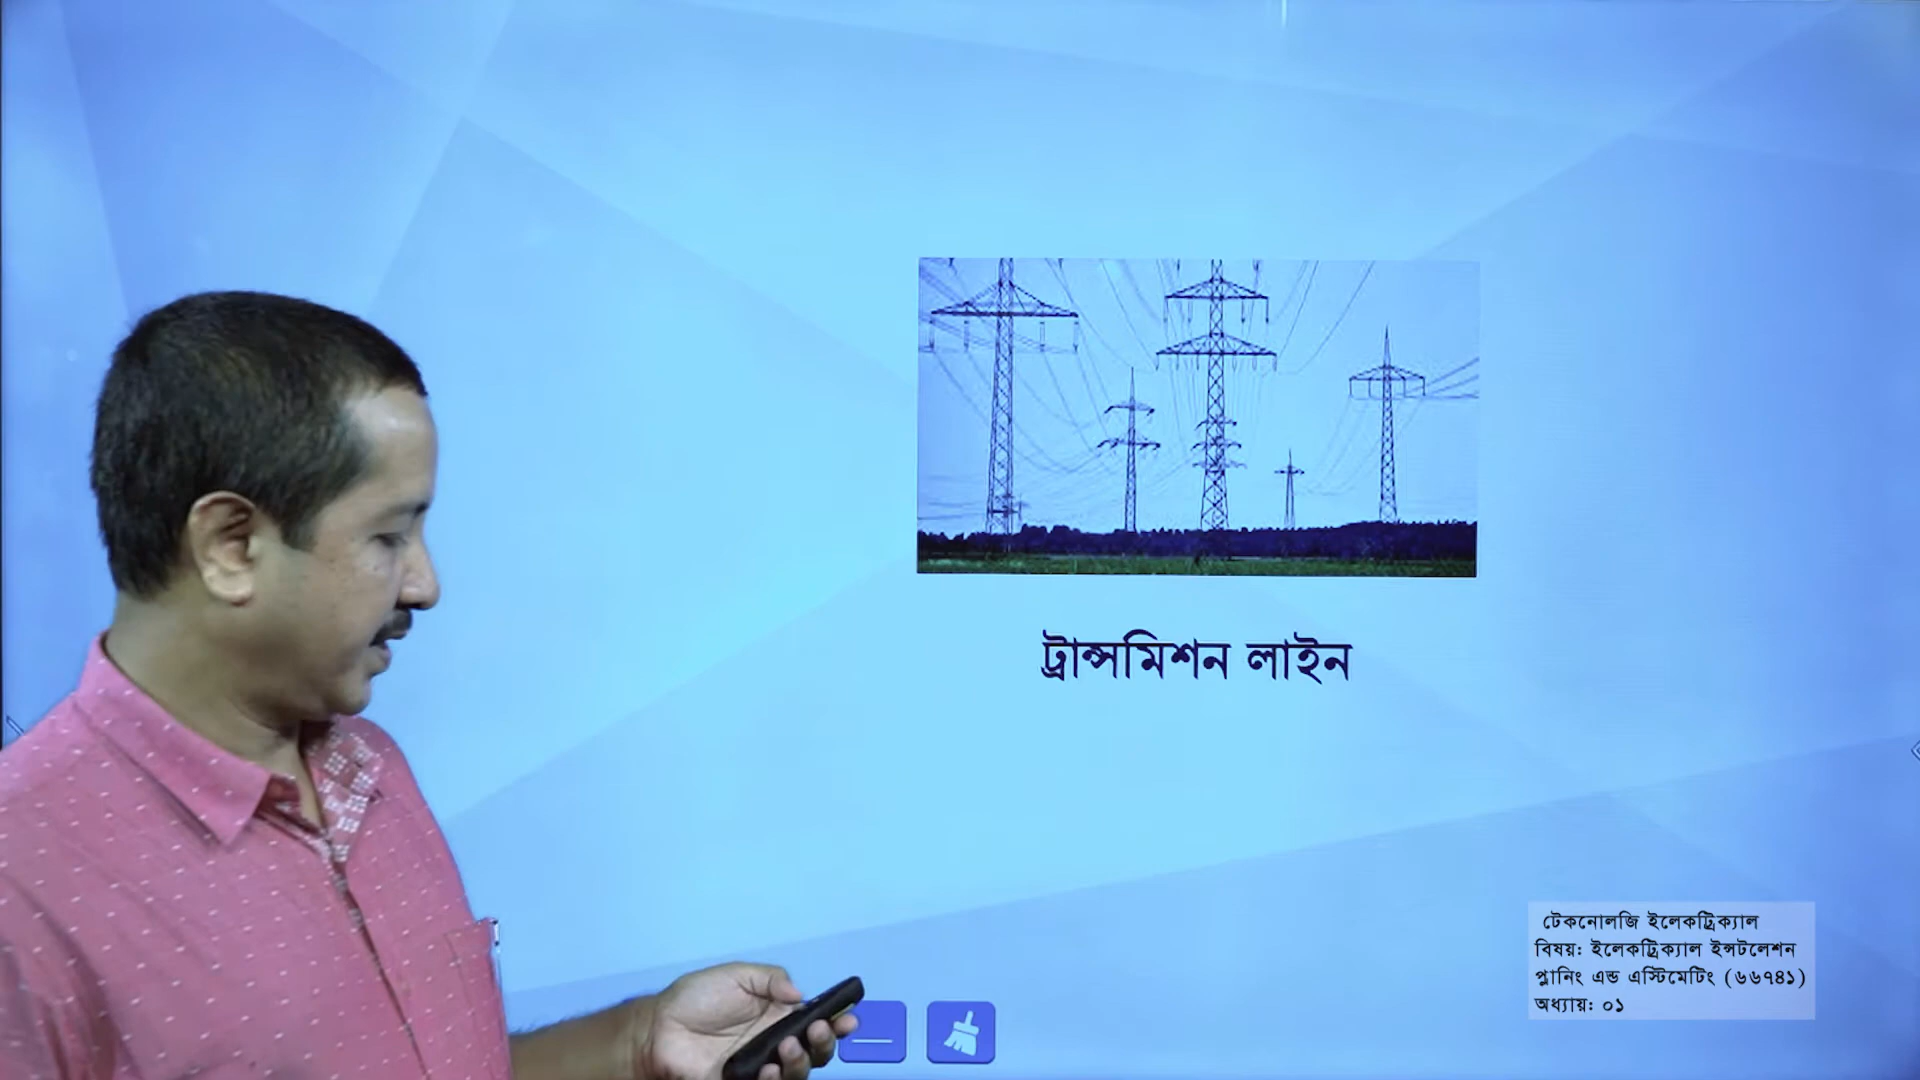 ট্রান্সমিশন লাইন
টেকনোলজি ইলেকট্রিক্যাল
বিষয়: ইলেকট্রিক্যাল ইন্সটলেশন
প্লানিং এন্ড এস্টিমেটিং (৬৬৭৪১)
অধ্যায়: ০১